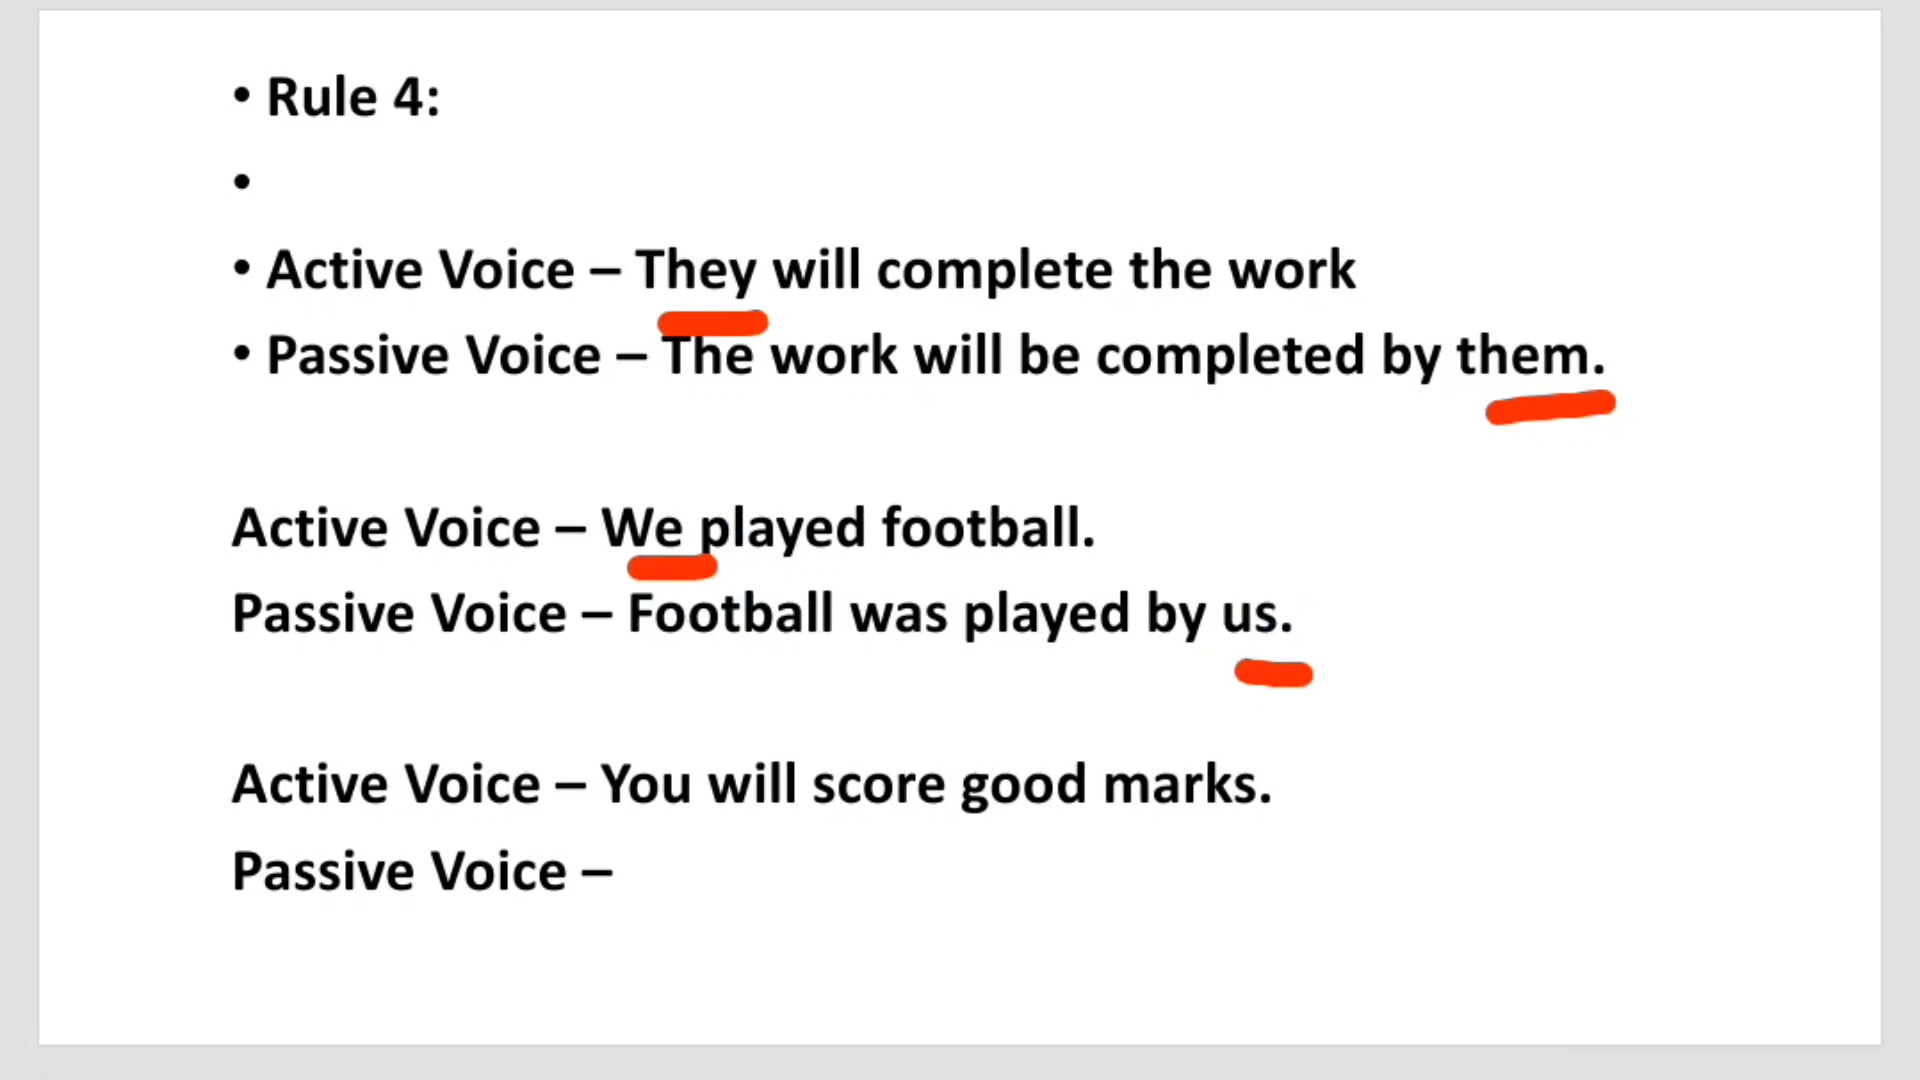 • Rule 4:
•
• Active Voice – They will complete the work
• Passive Voice – The work will be completed by them.
Active Voice – We played football.
Passive Voice – Football was played by us.
Active Voice – You will score good marks.
Passive Voice –